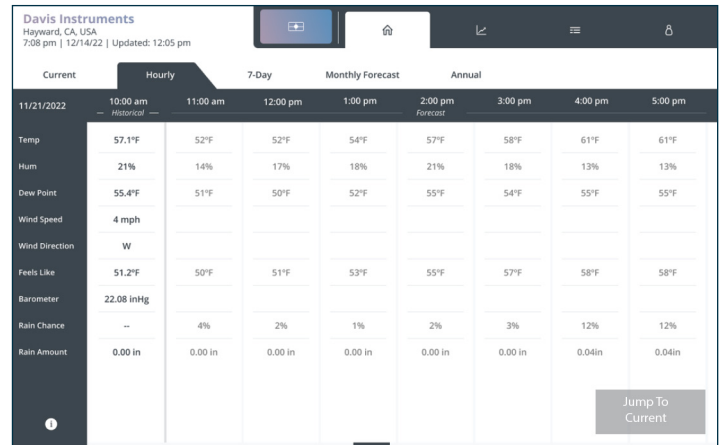 Davis Instruments
Hayward, CA, USA
7:08 pm | 12/14/22 | Updated: 12:05 pm
Current Hourly 7-Day Monthly Forecast Annual
11/21/2022 10:00 am 11:00 am 12:00 pm 1:00 pm 2:00 pm 3:00 pm 4:00 pm 5:00 pm
Historical Forecast
Temp 57.1°F 52°F 52°F 54°F 57°F 58°F 61°F 61°F
Hum 21% 14% 17% 18% 21% 18% 13% 13%
Dew Point 55.4°F 51°F 50°F 52°F 55°F 54°F 55°F 55°F
Wind Speed 4 mph
Wind Direction W
Feels Like 51.2°F 50°F 51°F 53°F 55°F 57°F 58°F 58°F
Barometer 22.08 inHg
Rain Chance -- 4% 2% 1% 2% 3% 12% 12%
Rain Amount 0.00 in 0.00 in 0.00 in 0.00 in 0.00 in 0.00 in 0.04in 0.04in
Jump To
Current